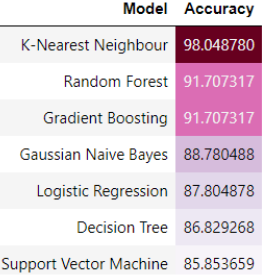 Model Accuracy
K-Nearest Neighbour 98.048780
Random Forest 91.707317
Gradient Boosting 91.707317
Gaussian Naive Bayes 88.780488
Logistic Regression 87.804878
Decision Tree 86.829268
Support Vector Machine 85.853659